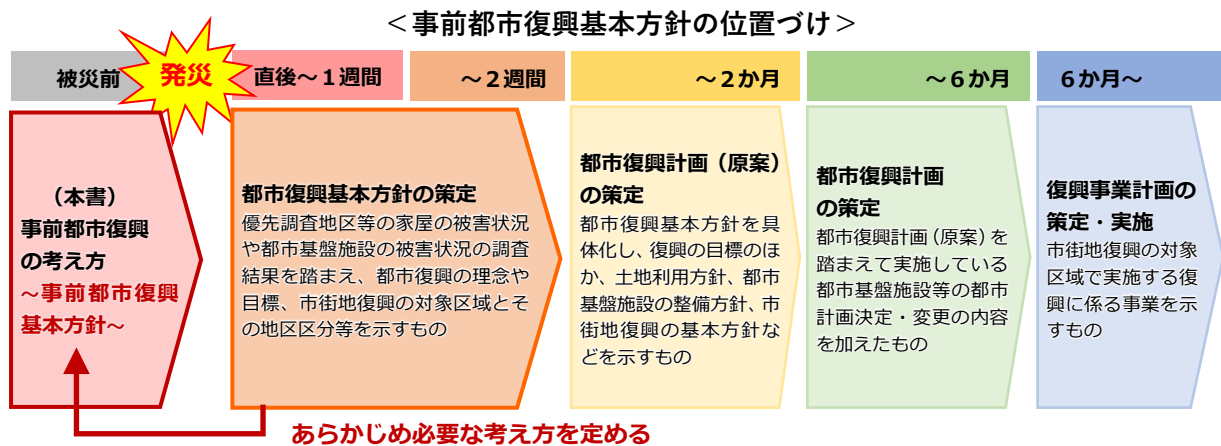 ＜事前都市復興基本方針の位置づけ＞
被災前
発災
直後～１週間
～２週間
～２か月
～６か月
６か月～
（本書）
事前都市復興
の考え方
～事前都市復興
基本方針～
都市復興基本方針の策定
優先調査地区等の家屋の被害状況
や都市基盤施設の被害状況の調査
結果を踏まえ、都市復興の理念や
目標、市街地復興の対象区域とそ
の地区区分等を示すもの
都市復興計画（原案）
の策定
都市復興基本方針を具
体化し、復興の目標のほ
か、土地利用方針、都市
基盤施設の整備方針、市
街地復興の基本方針な
どを示すもの
都市復興計画
の策定
都市復興計画（原案）を
踏まえて実施している
都市基盤施設等の都市
計画決定・変更の内容
を加えたもの
復興事業計画の
策定・実施
市街地復興の対象
区域で実施する復
興に係る事業を示
すもの
あらかじめ必要な考え方を定める